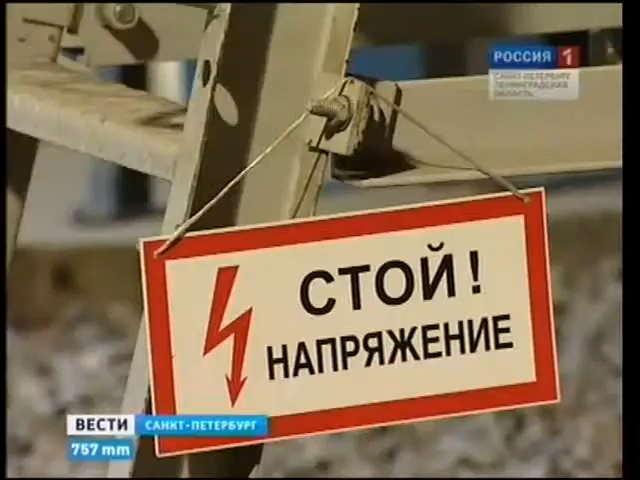 РОССИЯ 1
САНКТ-ПЕТЕРБУРГ
ЛЕНИНГРАДСКАЯ
ОБЛАСТЬ
СТОЙ!
НАПРЯЖЕНИЕ
ВЕСТИ САНКТ-ПЕТЕРБУРГ
757 mm